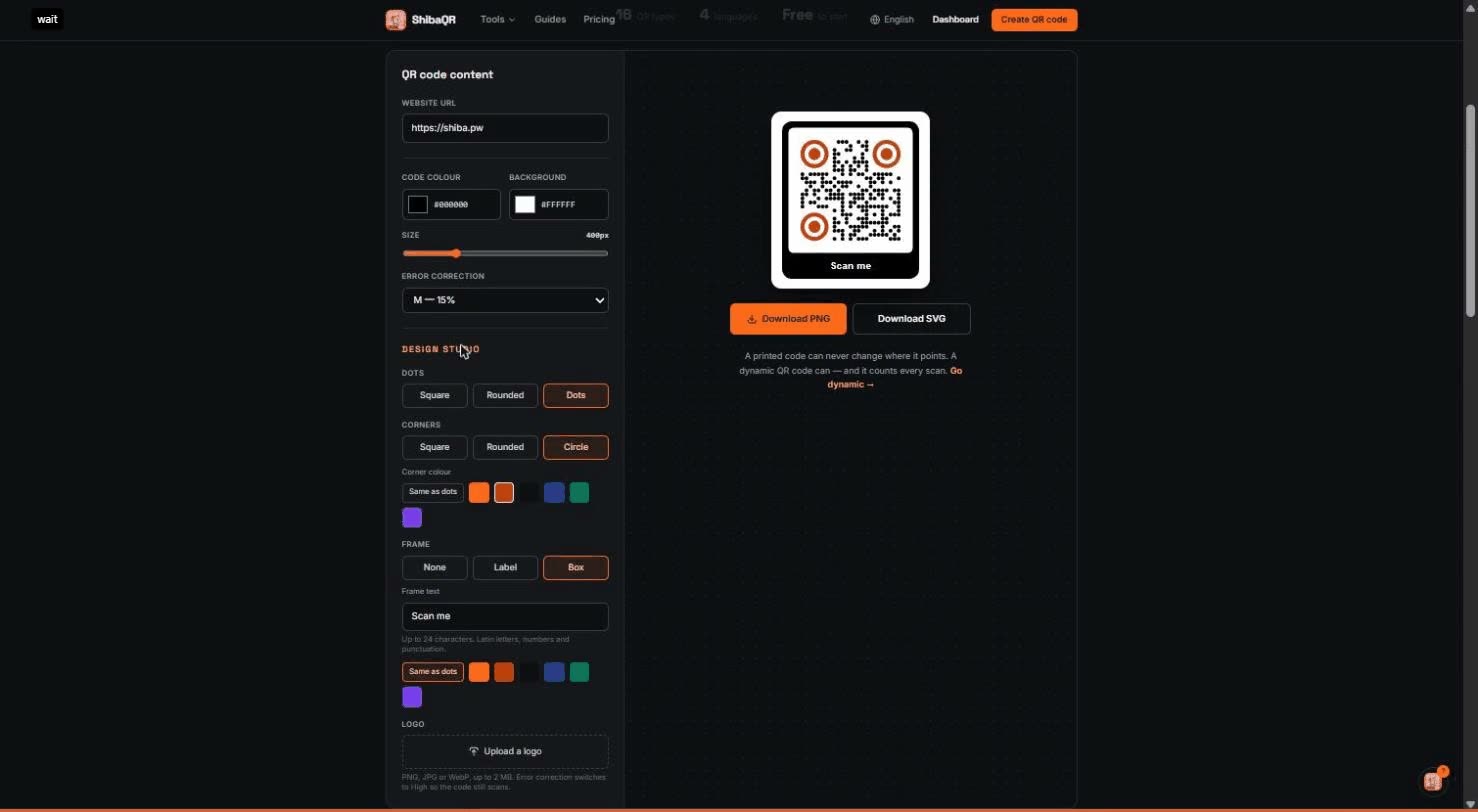 wait
ShibaQR
Tools
Guides
Pricing
16 QR types
4 languages
Free to start
English
Dashboard
Create QR code
QR code content
WEBSITE URL
https://shiba.pw
CODE COLOUR
BACKGROUND
#000000
#FFFFFF
SIZE
400px
ERROR CORRECTION
M — 15%
DESIGN STUDIO
DOTS
Square
Rounded
Dots
CORNERS
Square
Rounded
Circle
Corner colour
Same as dots
FRAME
None
Label
Box
Frame text
Scan me
Up to 24 characters. Latin letters, numbers and
punctuation.
Same as dots
LOGO
Upload a logo
PNG, JPG or WebP, up to 2 MB. Error correction switches
to High so the code still scans.
Scan me
Download PNG
Download SVG
A printed code can never change where it points. A
dynamic QR code can — and it counts every scan. Go
dynamic →